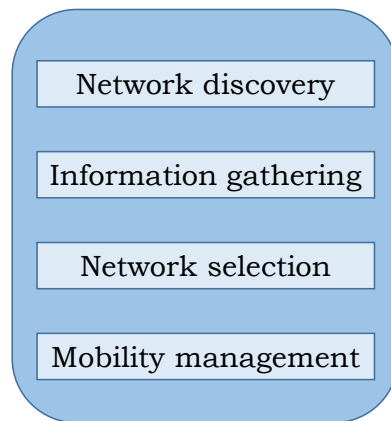 Network discovery
Information gathering
Network selection
Mobility management